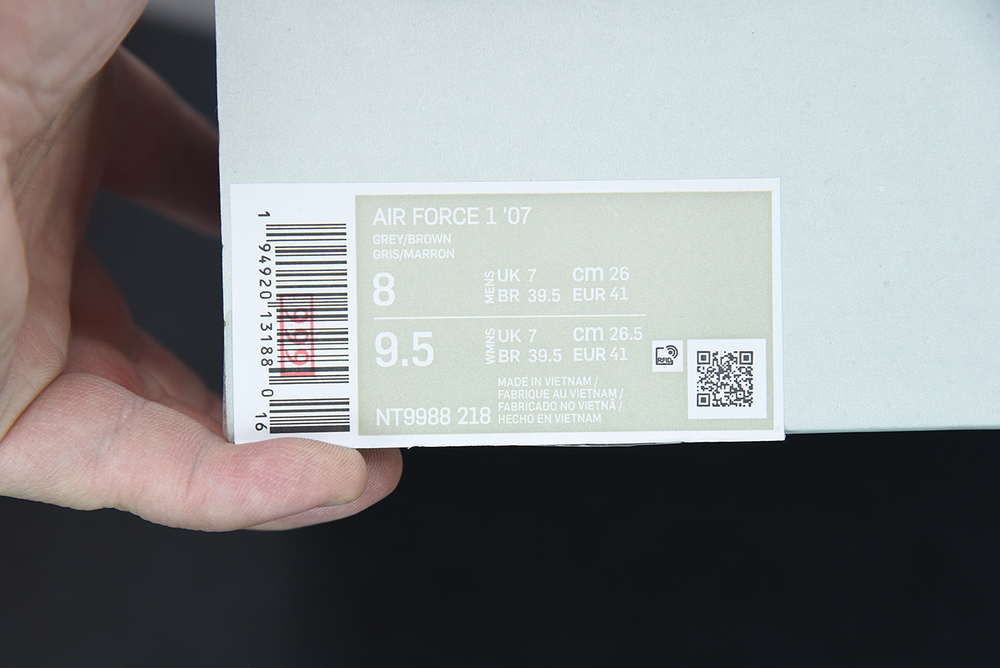 AIR FORCE 1 '07
GREY/BROWN
GRIS/MARRON
8
MENS
UK 7 cm 26
BR 39.5 EUR 41
9.5
WMNS
UK 7 cm 26.5
BR 39.5 EUR 41
MADE IN VIETNAM /
FABRIQUE AU VIETNAM /
FABRICADO NO VIETNÃ /
HECHO EN VIETNAM
NT9988 218
RFID
1 94920 13188 0 16
999